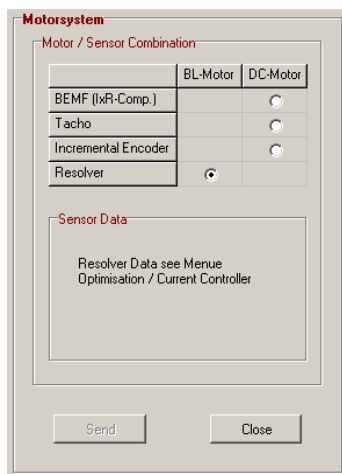 Motorsystem
Motor / Sensor Combination
BL-Motor DC-Motor
BEMF (IxR-Comp.)
Tacho
Incremental Encoder
Resolver
Sensor Data
Resolver Data see Menue
Optimisation / Current Controller
Send Close